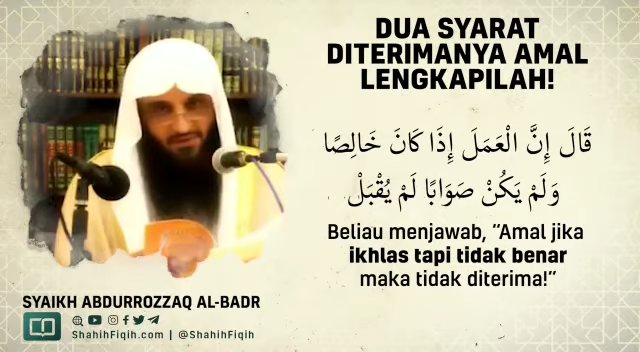 DUA SYARAT
DITERIMANYA AMAL
LENGKAPILAH!
قَالَ إِنَّ الْعَمَلَ إِذَا كَانَ خَالِصًا
وَلَمْ يَكُنْ صَوَابًا لَمْ يُقْبَلْ
Beliau menjawab, "Amal jika
ikhlas tapi tidak benar
maka tidak diterima!"
SYAIKH ABDURROZZAQ AL-BADR
ShahihFiqih.com | @ShahihFiqih